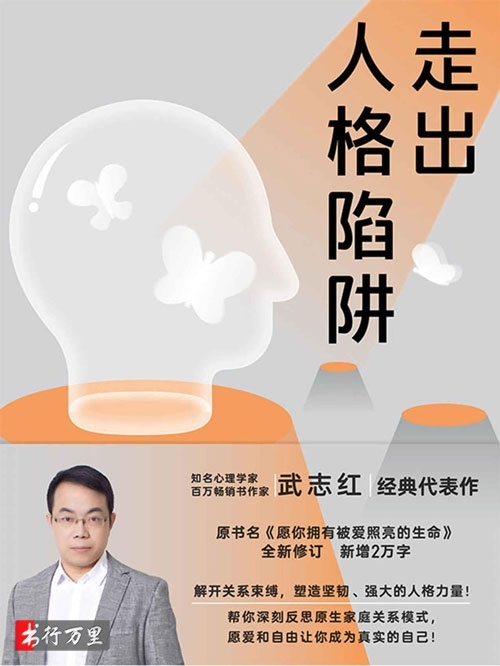 走出
人格陷阱
知名心理学家
百万畅销书作家
武志红
经典代表作
原书名《愿你拥有被爱照亮的生命》
全新修订 新增2万字
解开关系束缚，塑造坚韧、强大的人格力量！
帮你深刻反思原生家庭关系模式，
愿爱和自由让你成为真实的自己！
书行万里